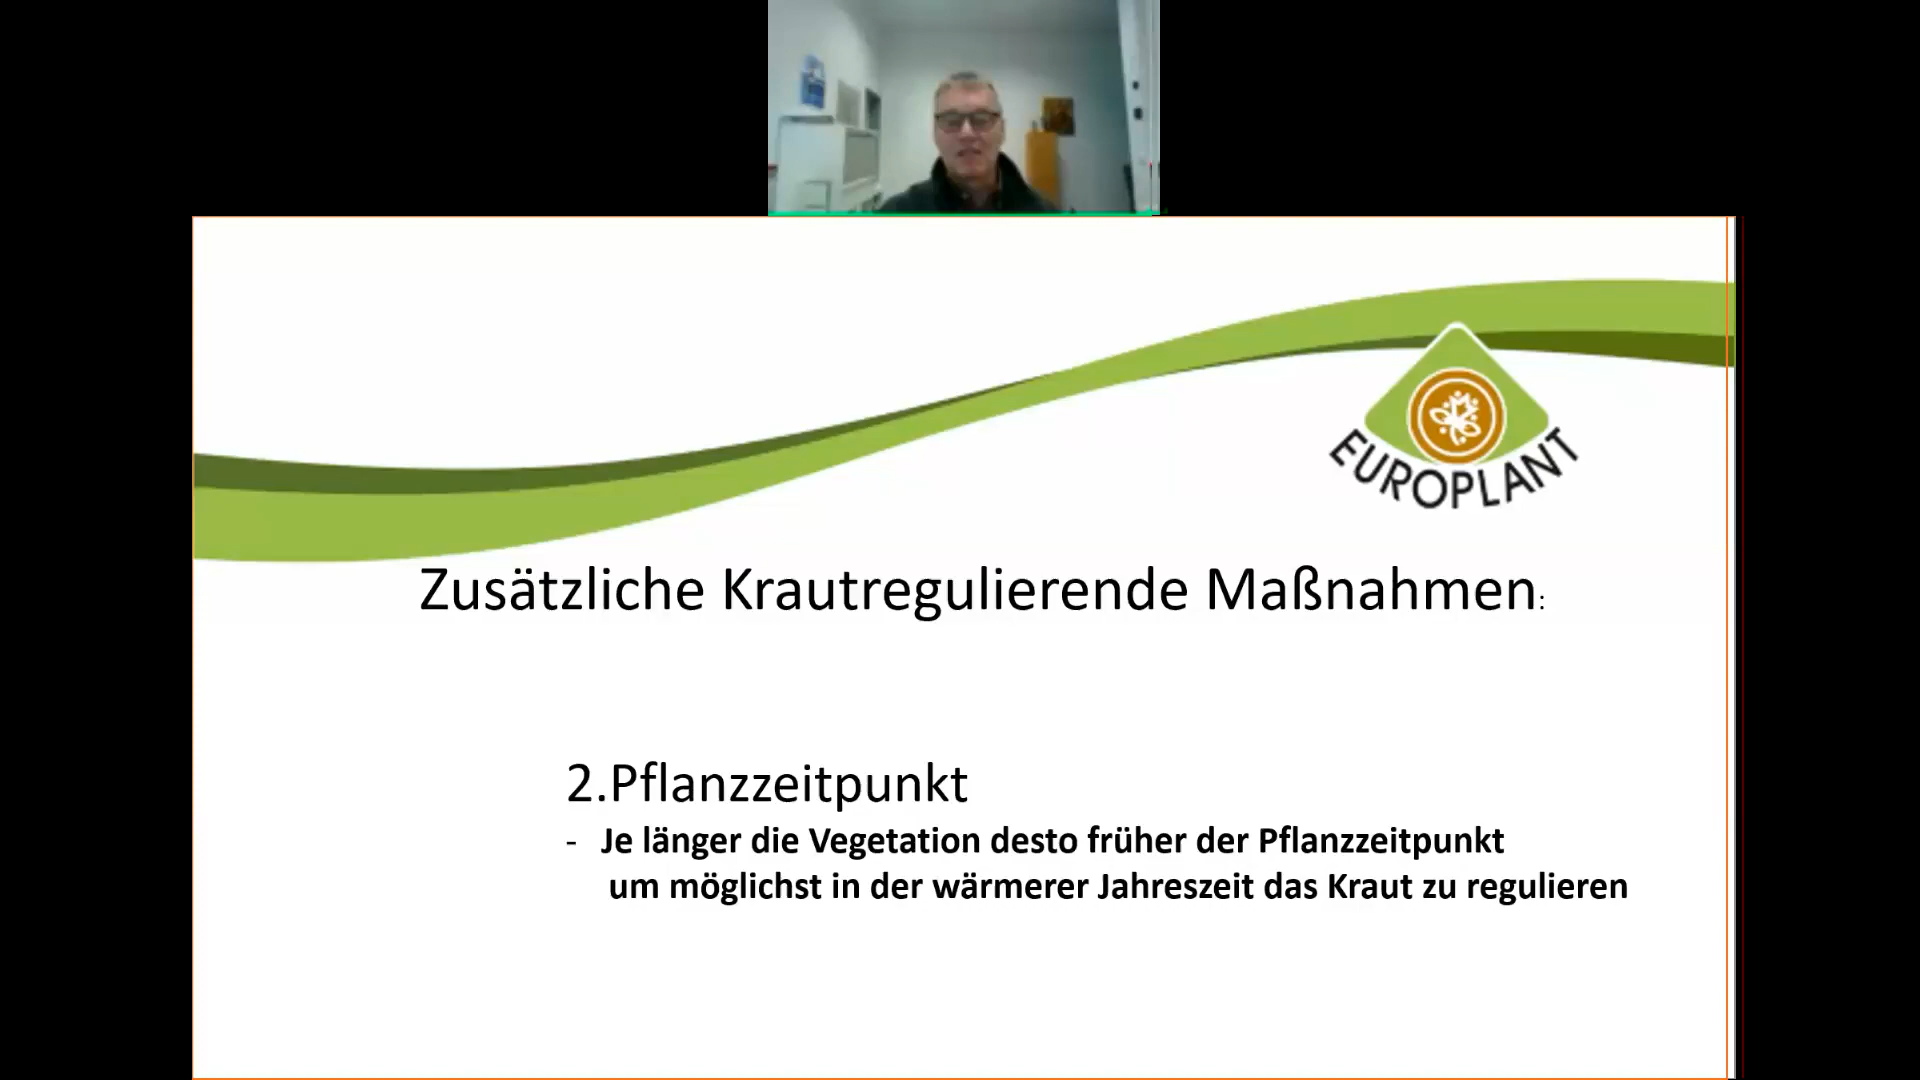 EUROPLANT
Zusätzliche Krautregulierende Maßnahmen:
2.Pflanzzeitpunkt
- Je länger die Vegetation desto früher der Pflanzzeitpunkt
um möglichst in der wärmerer Jahreszeit das Kraut zu regulieren